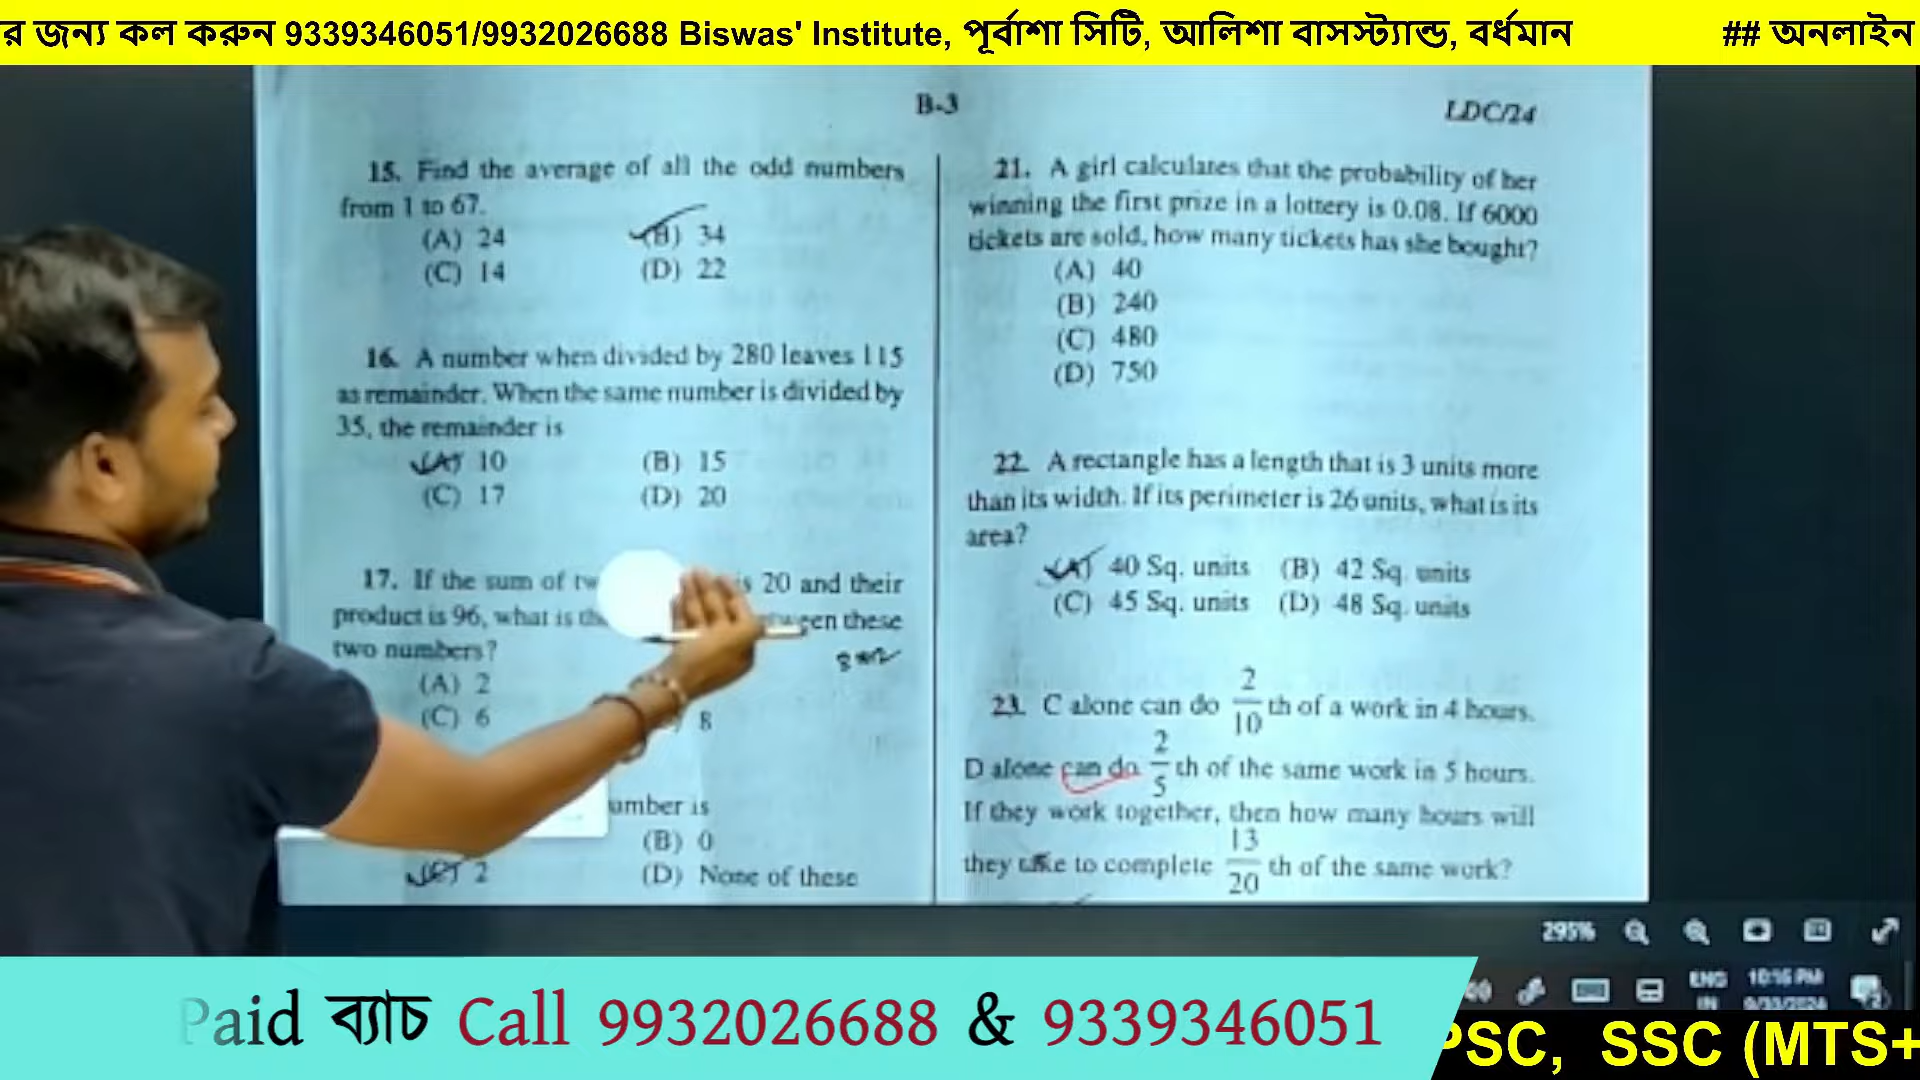 র জন্য কল করুন 9339346051/9932026688 Biswas' Institute, পূর্বাশা সিটি, আলিশা বাসস্ট্যান্ড, বর্ধমান ## অনলাইন
B-3
LDC/24
15. Find the average of all the odd numbers
from 1 to 67.
(A) 24 (B) 34
(C) 14 (D) 22
16. A number when divided by 280 leaves 115
as remainder. When the same number is divided by
35, the remainder is
(A) 10 (B) 15
(C) 17 (D) 20
17. If the sum of tw is 20 and their
product is 96, what is th tween these
two numbers?
(A) 2
(C) 6 8
umber is
(B) 0
2 (D) None of these
21. A girl calculates that the probability of her
winning the first prize in a lottery is 0.08. If 6000
tickets are sold, how many tickets has she bought?
(A) 40
(B) 240
(C) 480
(D) 750
22. A rectangle has a length that is 3 units more
than its width. If its perimeter is 26 units, what is its
area?
(A) 40 Sq. units (B) 42 Sq. units
(C) 45 Sq. units (D) 48 Sq. units
23. C alone can do 2/10 th of a work in 4 hours.
D alone can do 2/5 th of the same work in 5 hours.
If they work together, then how many hours will
they take to complete 13/20 th of the same work?
295%
ENG 10:16 PM
IN
Paid ব্যাচ Call 9932026688 & 9339346051
PSC, SSC (MTS+